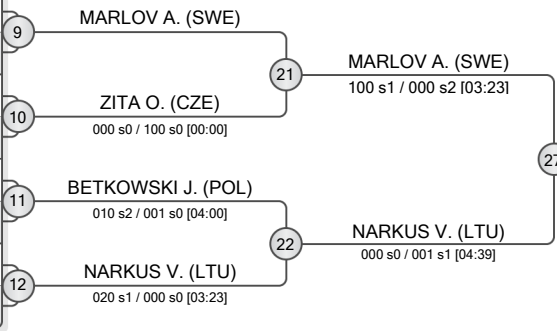 9
MARLOV A. (SWE)
10
ZITA O. (CZE)
000 s0 / 100 s0 [00:00]
21
MARLOV A. (SWE)
100 s1 / 000 s2 [03:23]
11
BETKOWSKI J. (POL)
010 s2 / 001 s0 [04:00]
12
NARKUS V. (LTU)
020 s1 / 000 s0 [03:23]
22
NARKUS V. (LTU)
000 s0 / 001 s1 [04:39]
27